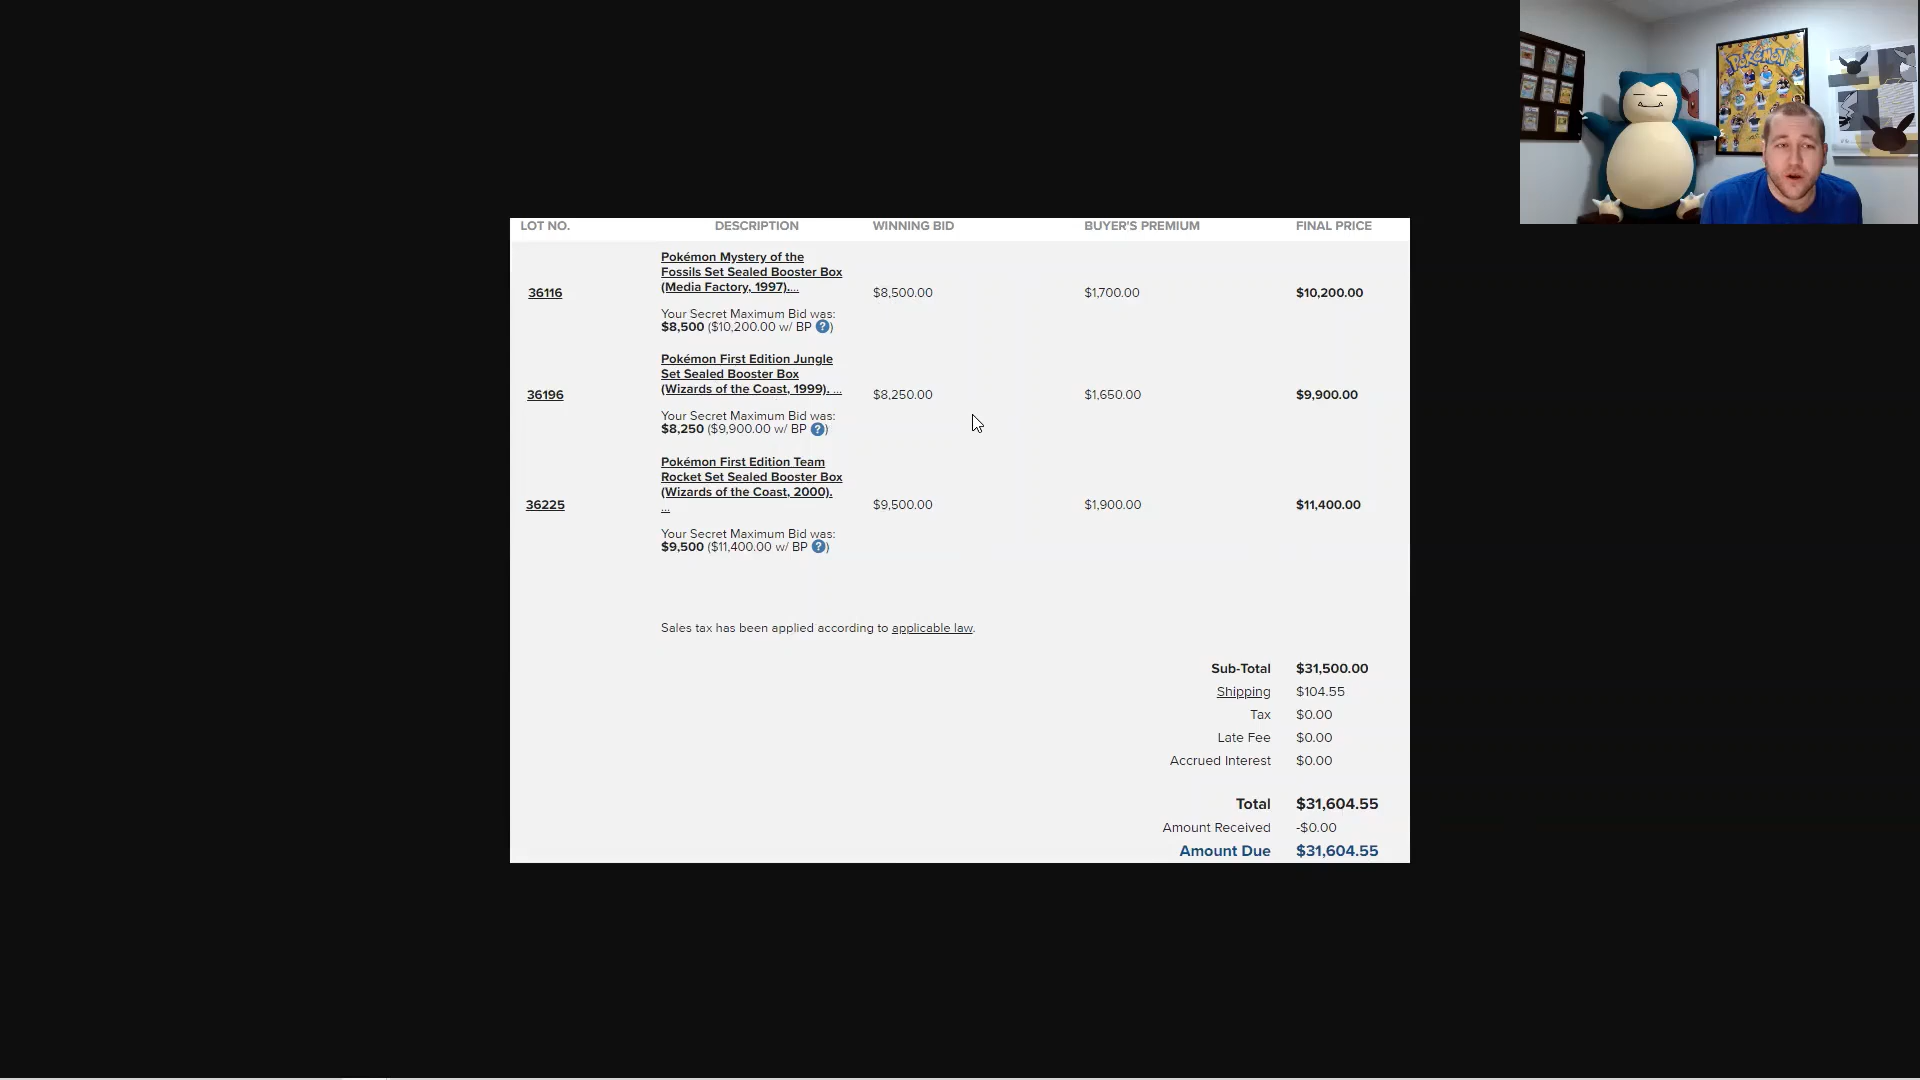 POKÉMON
LOT NO. DESCRIPTION WINNING BID BUYER'S PREMIUM FINAL PRICE
Pokémon Mystery of the
Fossils Set Sealed Booster Box
(Media Factory, 1997)....
36116 $8,500.00 $1,700.00 $10,200.00
Your Secret Maximum Bid was:
$8,500 ($10,200.00 w/ BP ?)
Pokémon First Edition Jungle
Set Sealed Booster Box
(Wizards of the Coast, 1999). ...
36196 $8,250.00 $1,650.00 $9,900.00
Your Secret Maximum Bid was:
$8,250 ($9,900.00 w/ BP ?)
Pokémon First Edition Team
Rocket Set Sealed Booster Box
(Wizards of the Coast, 2000).
...
36225 $9,500.00 $1,900.00 $11,400.00
Your Secret Maximum Bid was:
$9,500 ($11,400.00 w/ BP ?)
Sales tax has been applied according to applicable law.
Sub-Total $31,500.00
Shipping $104.55
Tax $0.00
Late Fee $0.00
Accrued Interest $0.00
Total $31,604.55
Amount Received -$0.00
Amount Due $31,604.55